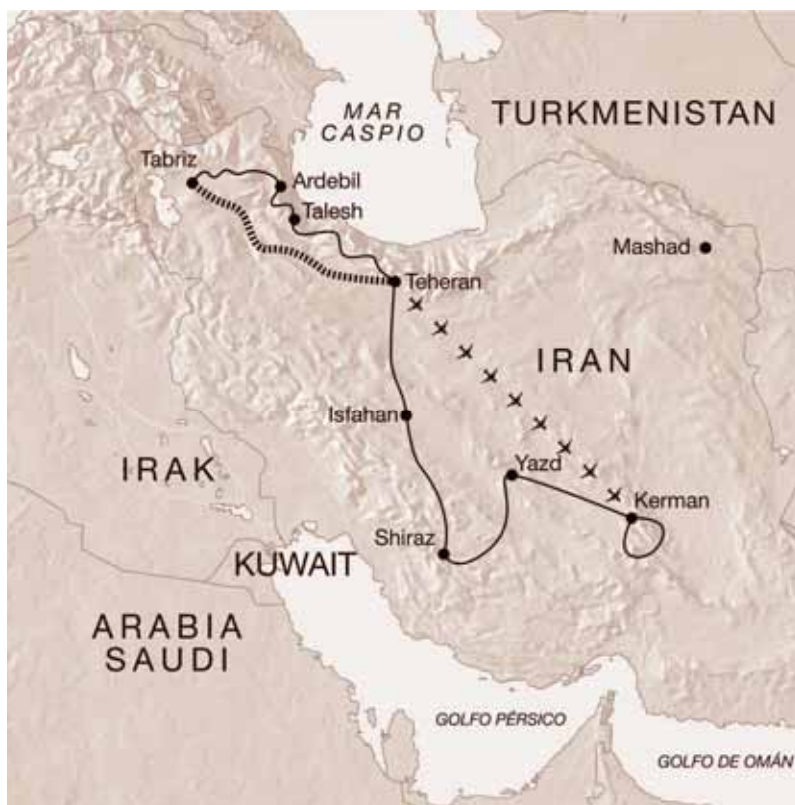 MAR
CASPIO
TURKMENISTAN
Tabriz
Ardebil
Talesh
Mashad
Teheran
IRAN
Isfahan
IRAK
Yazd
Kerman
Shiraz
KUWAIT
ARABIA
SAUDI
GOLFO PÉRSICO
GOLFO DE OMÁN